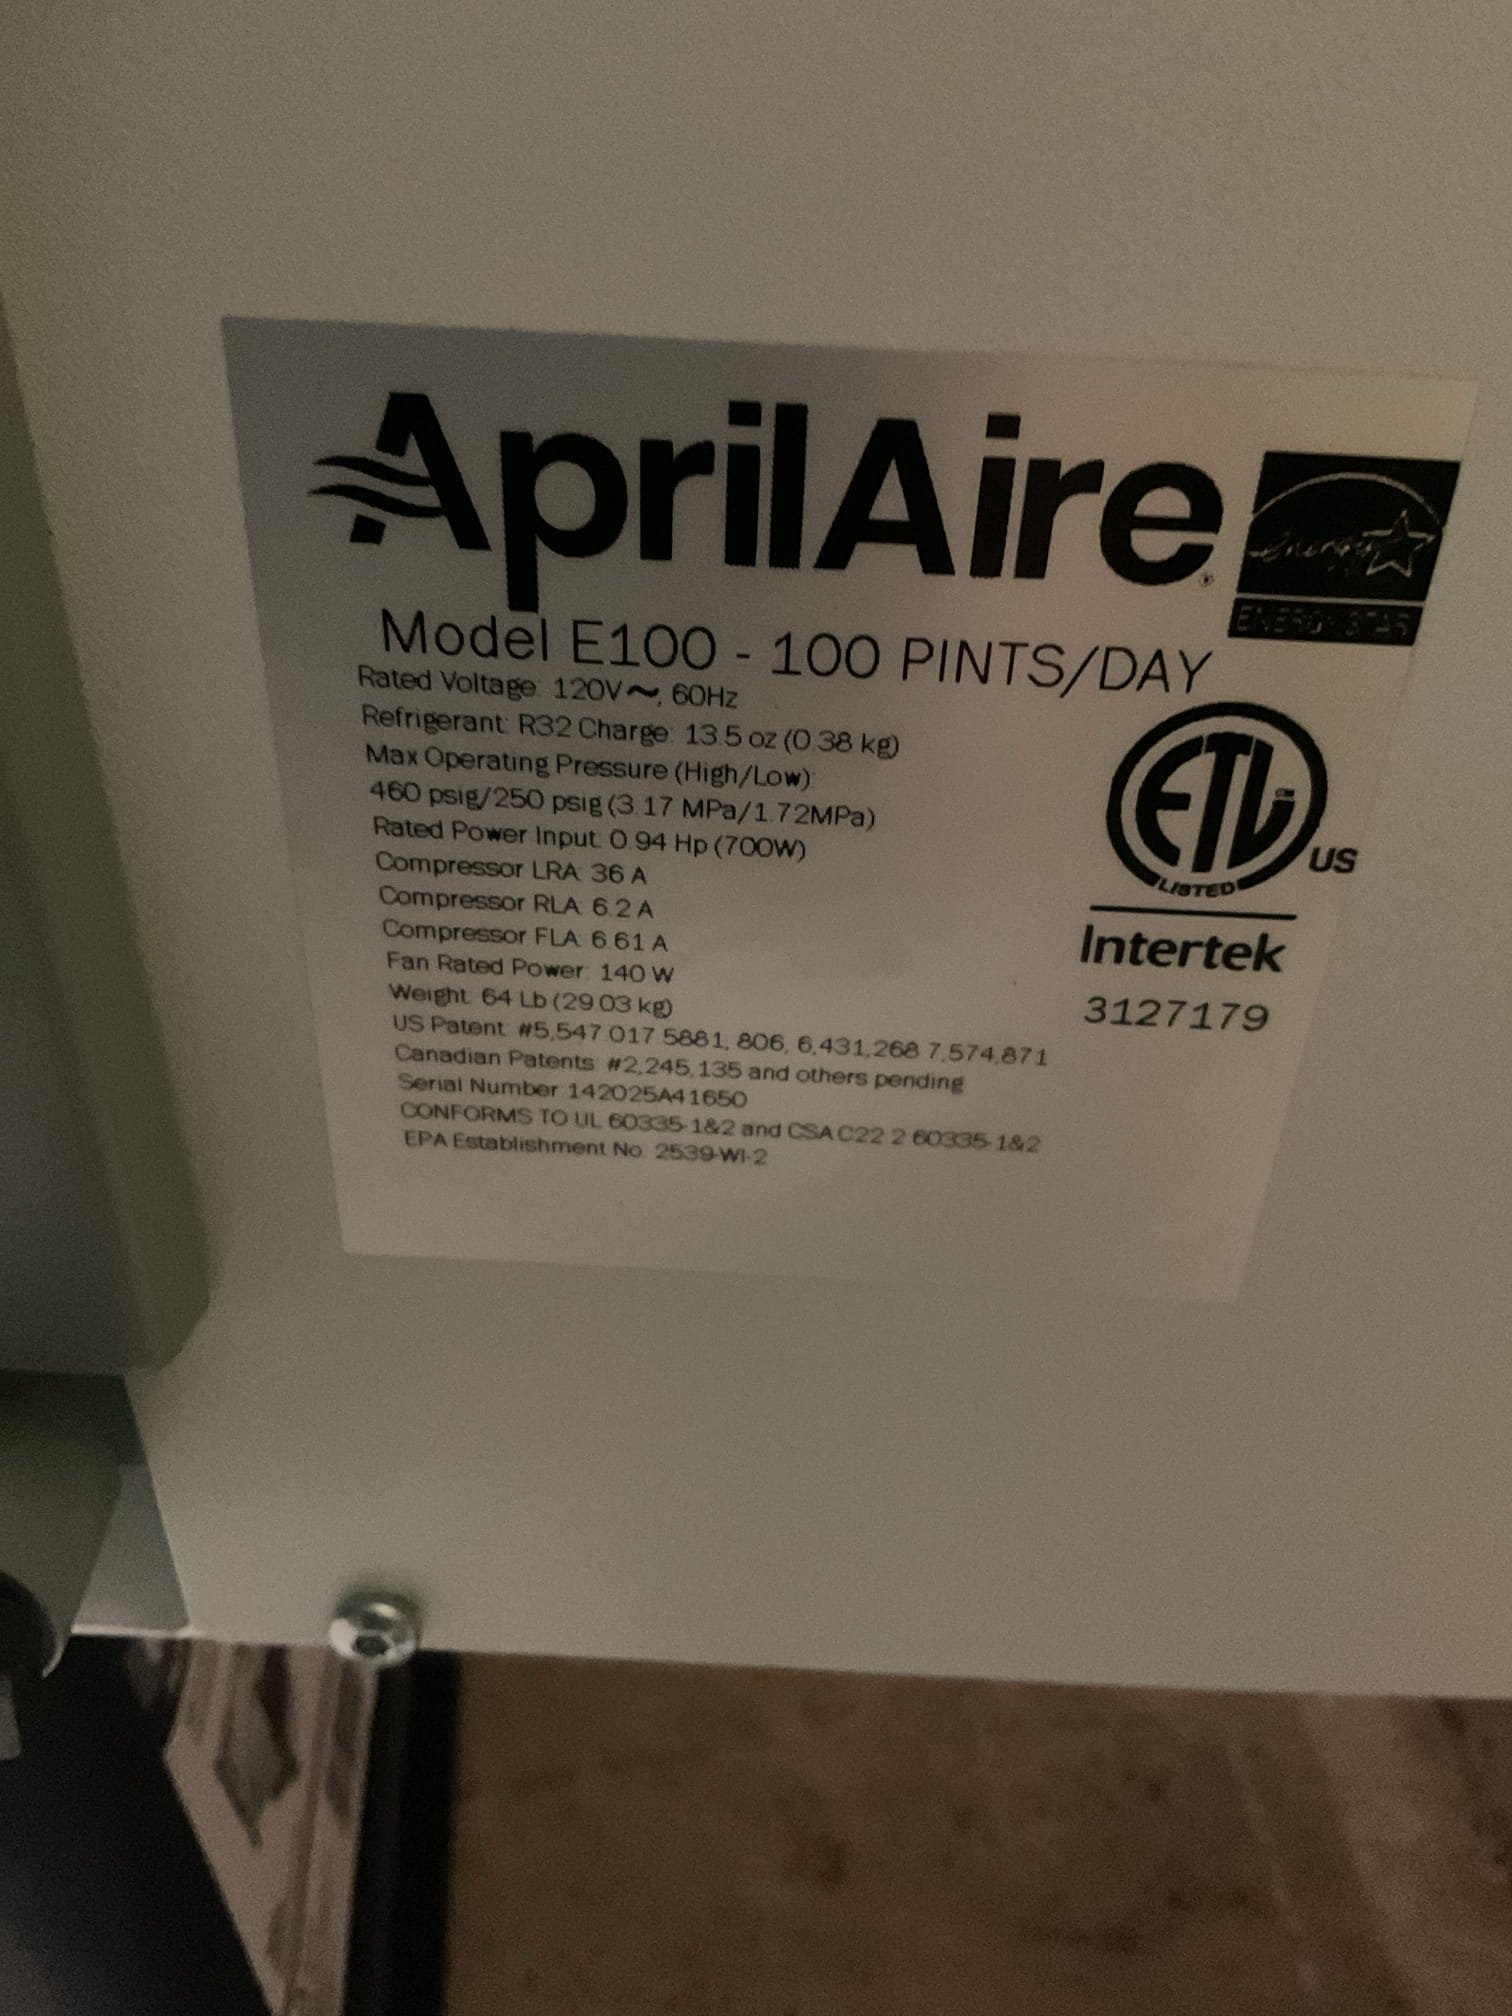 AprilAire®
energy
ENERGY STAR
Model E100 - 100 PINTS/DAY
Rated Voltage: 120V~, 60Hz
Refrigerant: R32 Charge: 13.5 oz (0.38 kg)
Max Operating Pressure (High/Low):
460 psig/250 psig (3.17 MPa/1.72MPa)
Rated Power Input: 0.94 Hp (700W)
Compressor LRA: 36 A
Compressor RLA: 6.2 A
Compressor FLA: 6.61 A
Fan Rated Power: 140 W
Weight: 64 Lb (29.03 kg)
US Patent: #5,547,017 5881, 806, 6,431,268 7,574,871
Canadian Patents: #2,245,135 and others pending
Serial Number 142025A41650
CONFORMS TO UL 60335-1&2 and CSA C22.2 60335-1&2
EPA Establishment No. 2539-WI-2
ETL
CM
LISTED
US
Intertek
3127179